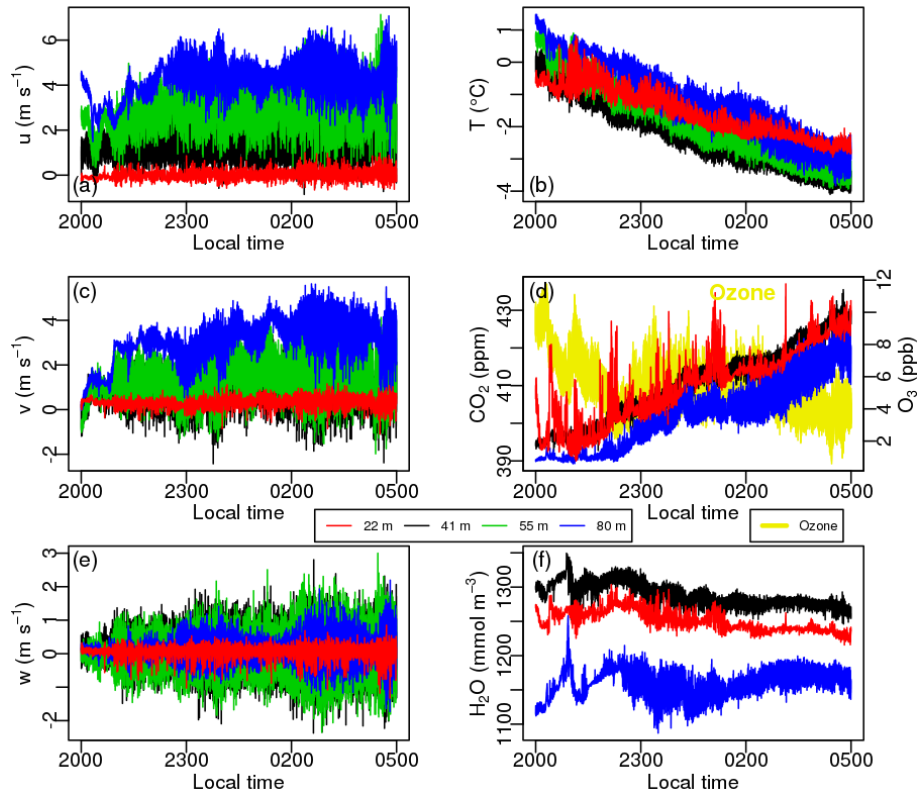 u (m s⁻¹)
0 2 4 6
(a)
2000 2300 0200 0500
Local time
T (°C)
-4 -2 0 1
(b)
2000 2300 0200 0500
Local time
v (m s⁻¹)
-2 0 2 4
(c)
2000 2300 0200 0500
Local time
CO₂ (ppm)
390 410 430
(d)
Ozone
2 4 6 8 12
O₃ (ppb)
2000 2300 0200 0500
Local time
22 m 41 m 55 m 80 m
Ozone
w (m s⁻¹)
-2 0 1 2 3
(e)
2000 2300 0200 0500
Local time
H₂O (mmol m⁻³)
1100 1200 1300
(f)
2000 2300 0200 0500
Local time